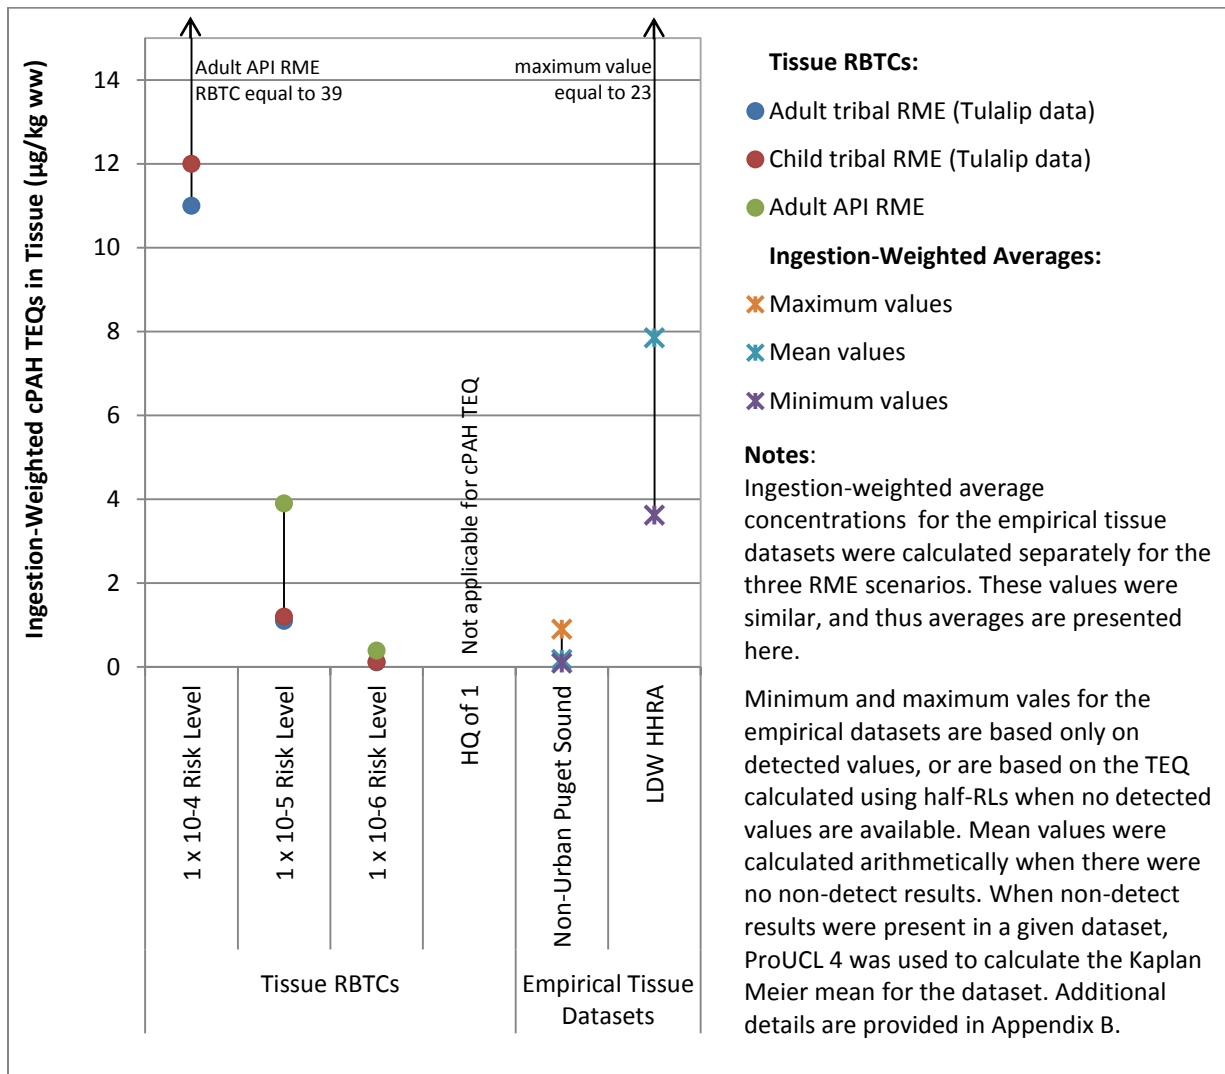 Ingestion-Weighted cPAH TEQs in Tissue (µg/kg ww)
14
12
10
8
6
4
2
0
Adult API RME
RBTC equal to 39
maximum value
equal to 23
Not applicable for cPAH TEQ
1 x 10-4 Risk Level
1 x 10-5 Risk Level
1 x 10-6 Risk Level
HQ of 1
Non-Urban Puget Sound
LDW HHRA
Tissue RBTCs
Empirical Tissue
Datasets
Tissue RBTCs:
Adult tribal RME (Tulalip data)
Child tribal RME (Tulalip data)
Adult API RME
Ingestion-Weighted Averages:
Maximum values
Mean values
Minimum values
Notes:
Ingestion-weighted average
concentrations for the empirical tissue
datasets were calculated separately for the
three RME scenarios. These values were
similar, and thus averages are presented
here.
Minimum and maximum vales for the
empirical datasets are based only on
detected values, or are based on the TEQ
calculated using half-RLs when no detected
values are available. Mean values were
calculated arithmetically when there were
no non-detect results. When non-detect
results were present in a given dataset,
ProUCL 4 was used to calculate the Kaplan
Meier mean for the dataset. Additional
details are provided in Appendix B.